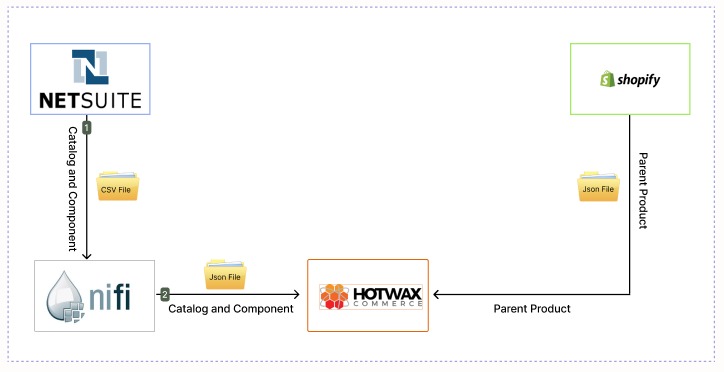 NETSUITE
shopify
1
Catalog and Component
CSV File
Json File
Parent Product
nifi
2
Json File
Catalog and Component
HOTWAX
COMMERCE
Parent Product